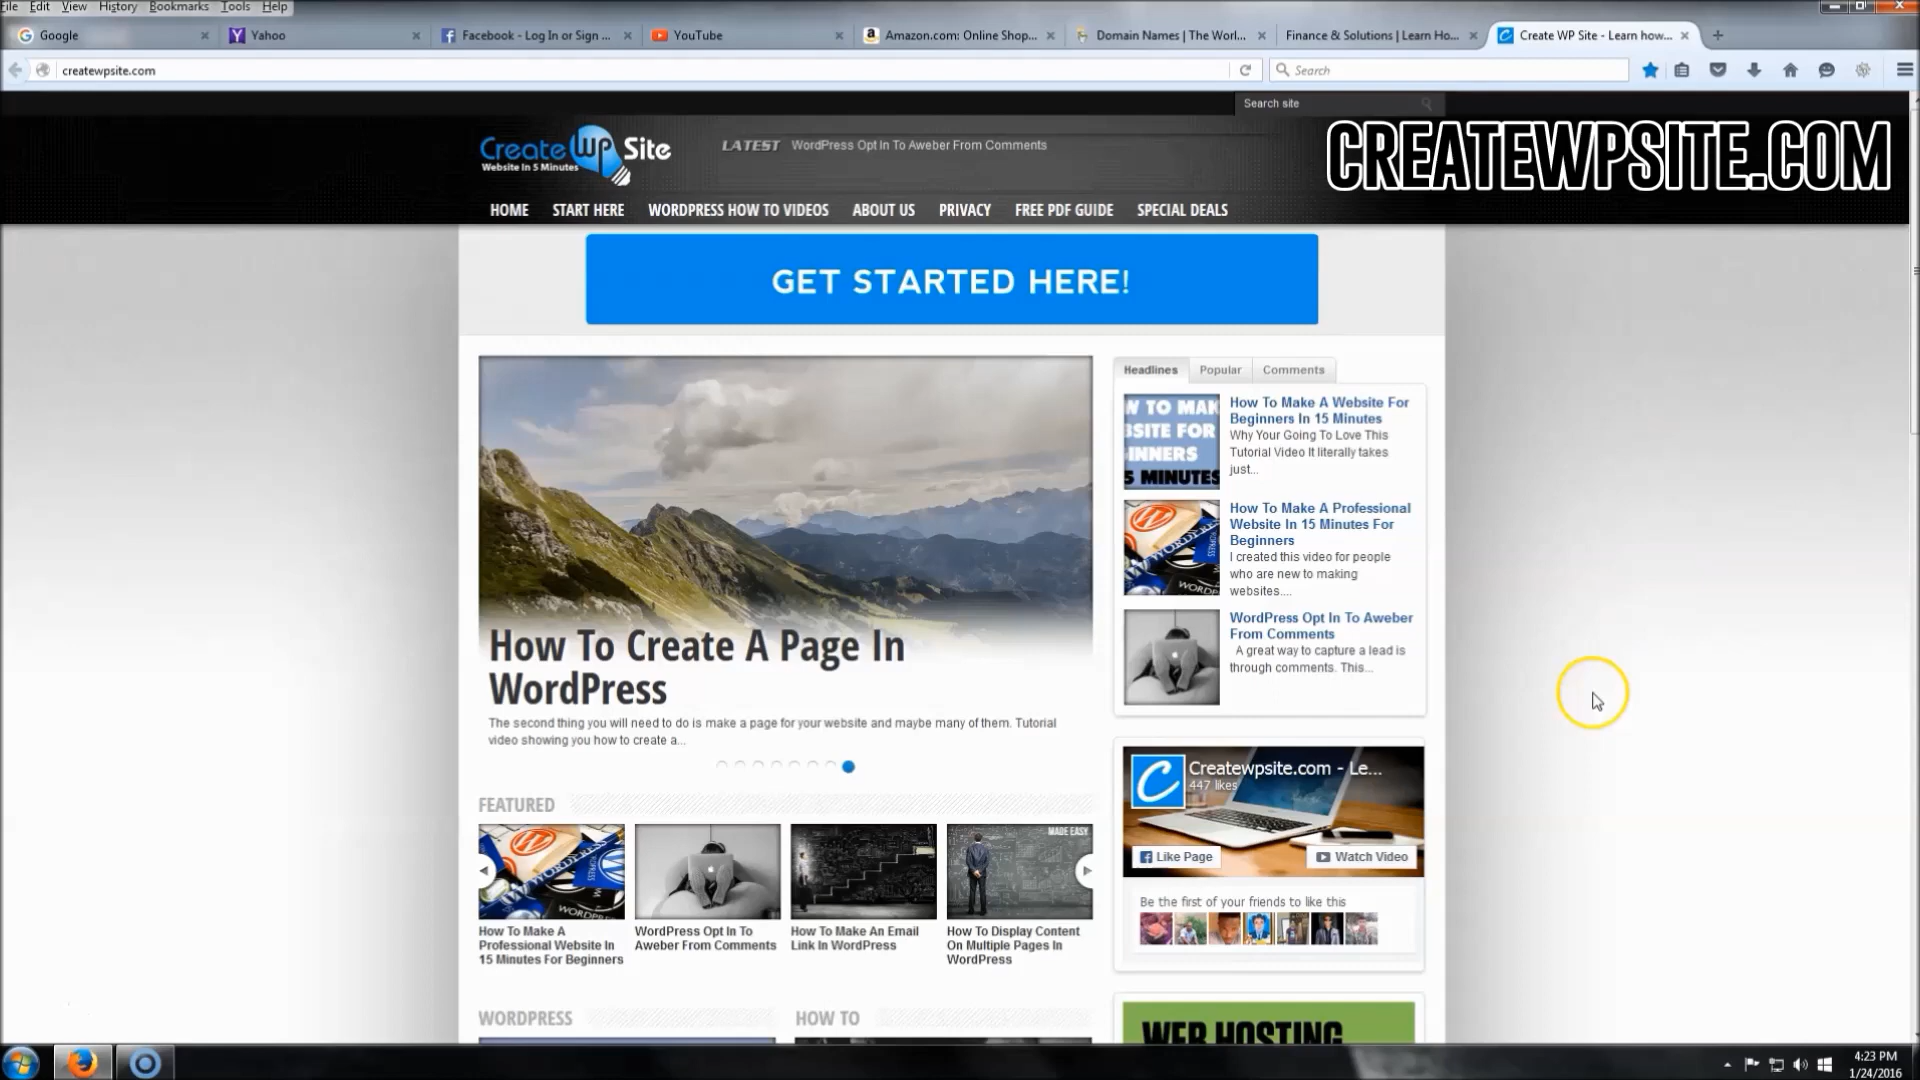 File Edit View History Bookmarks Tools Help
Google
Yahoo
Facebook - Log In or Sign ...
YouTube
Amazon.com: Online Shop...
Domain Names | The Worl...
Finance & Solutions | Learn Ho...
Create WP Site - Learn how...
createwpsite.com
Search
Search site
Create WP Site
Website In 5 Minutes
LATEST WordPress Opt In To Aweber From Comments
CREATEWPSITE.COM
HOME START HERE WORDPRESS HOW TO VIDEOS ABOUT US PRIVACY FREE PDF GUIDE SPECIAL DEALS
GET STARTED HERE!
How To Create A Page In
WordPress
The second thing you will need to do is make a page for your website and maybe many of them. Tutorial
video showing you how to create a...
Headlines Popular Comments
W TO MAK
BSITE FOR
INNERS
5 MINUTES
How To Make A Website For
Beginners In 15 Minutes
Why Your Going To Love This
Tutorial Video It literally takes
just...
How To Make A Professional
Website In 15 Minutes For
Beginners
I created this video for people
who are new to making
websites....
WordPress Opt In To Aweber
From Comments
A great way to capture a lead is
through comments. This...
Createwpsite.com - Le...
447 likes
Like Page
Watch Video
Be the first of your friends to like this
FEATURED
MADE EASY
How To Make A
Professional Website In
15 Minutes For Beginners
WordPress Opt In To
Aweber From Comments
How To Make An Email
Link In WordPress
How To Display Content
On Multiple Pages In
WordPress
WORDPRESS
HOW TO
WEB HOSTING
4:23 PM
1/24/2016